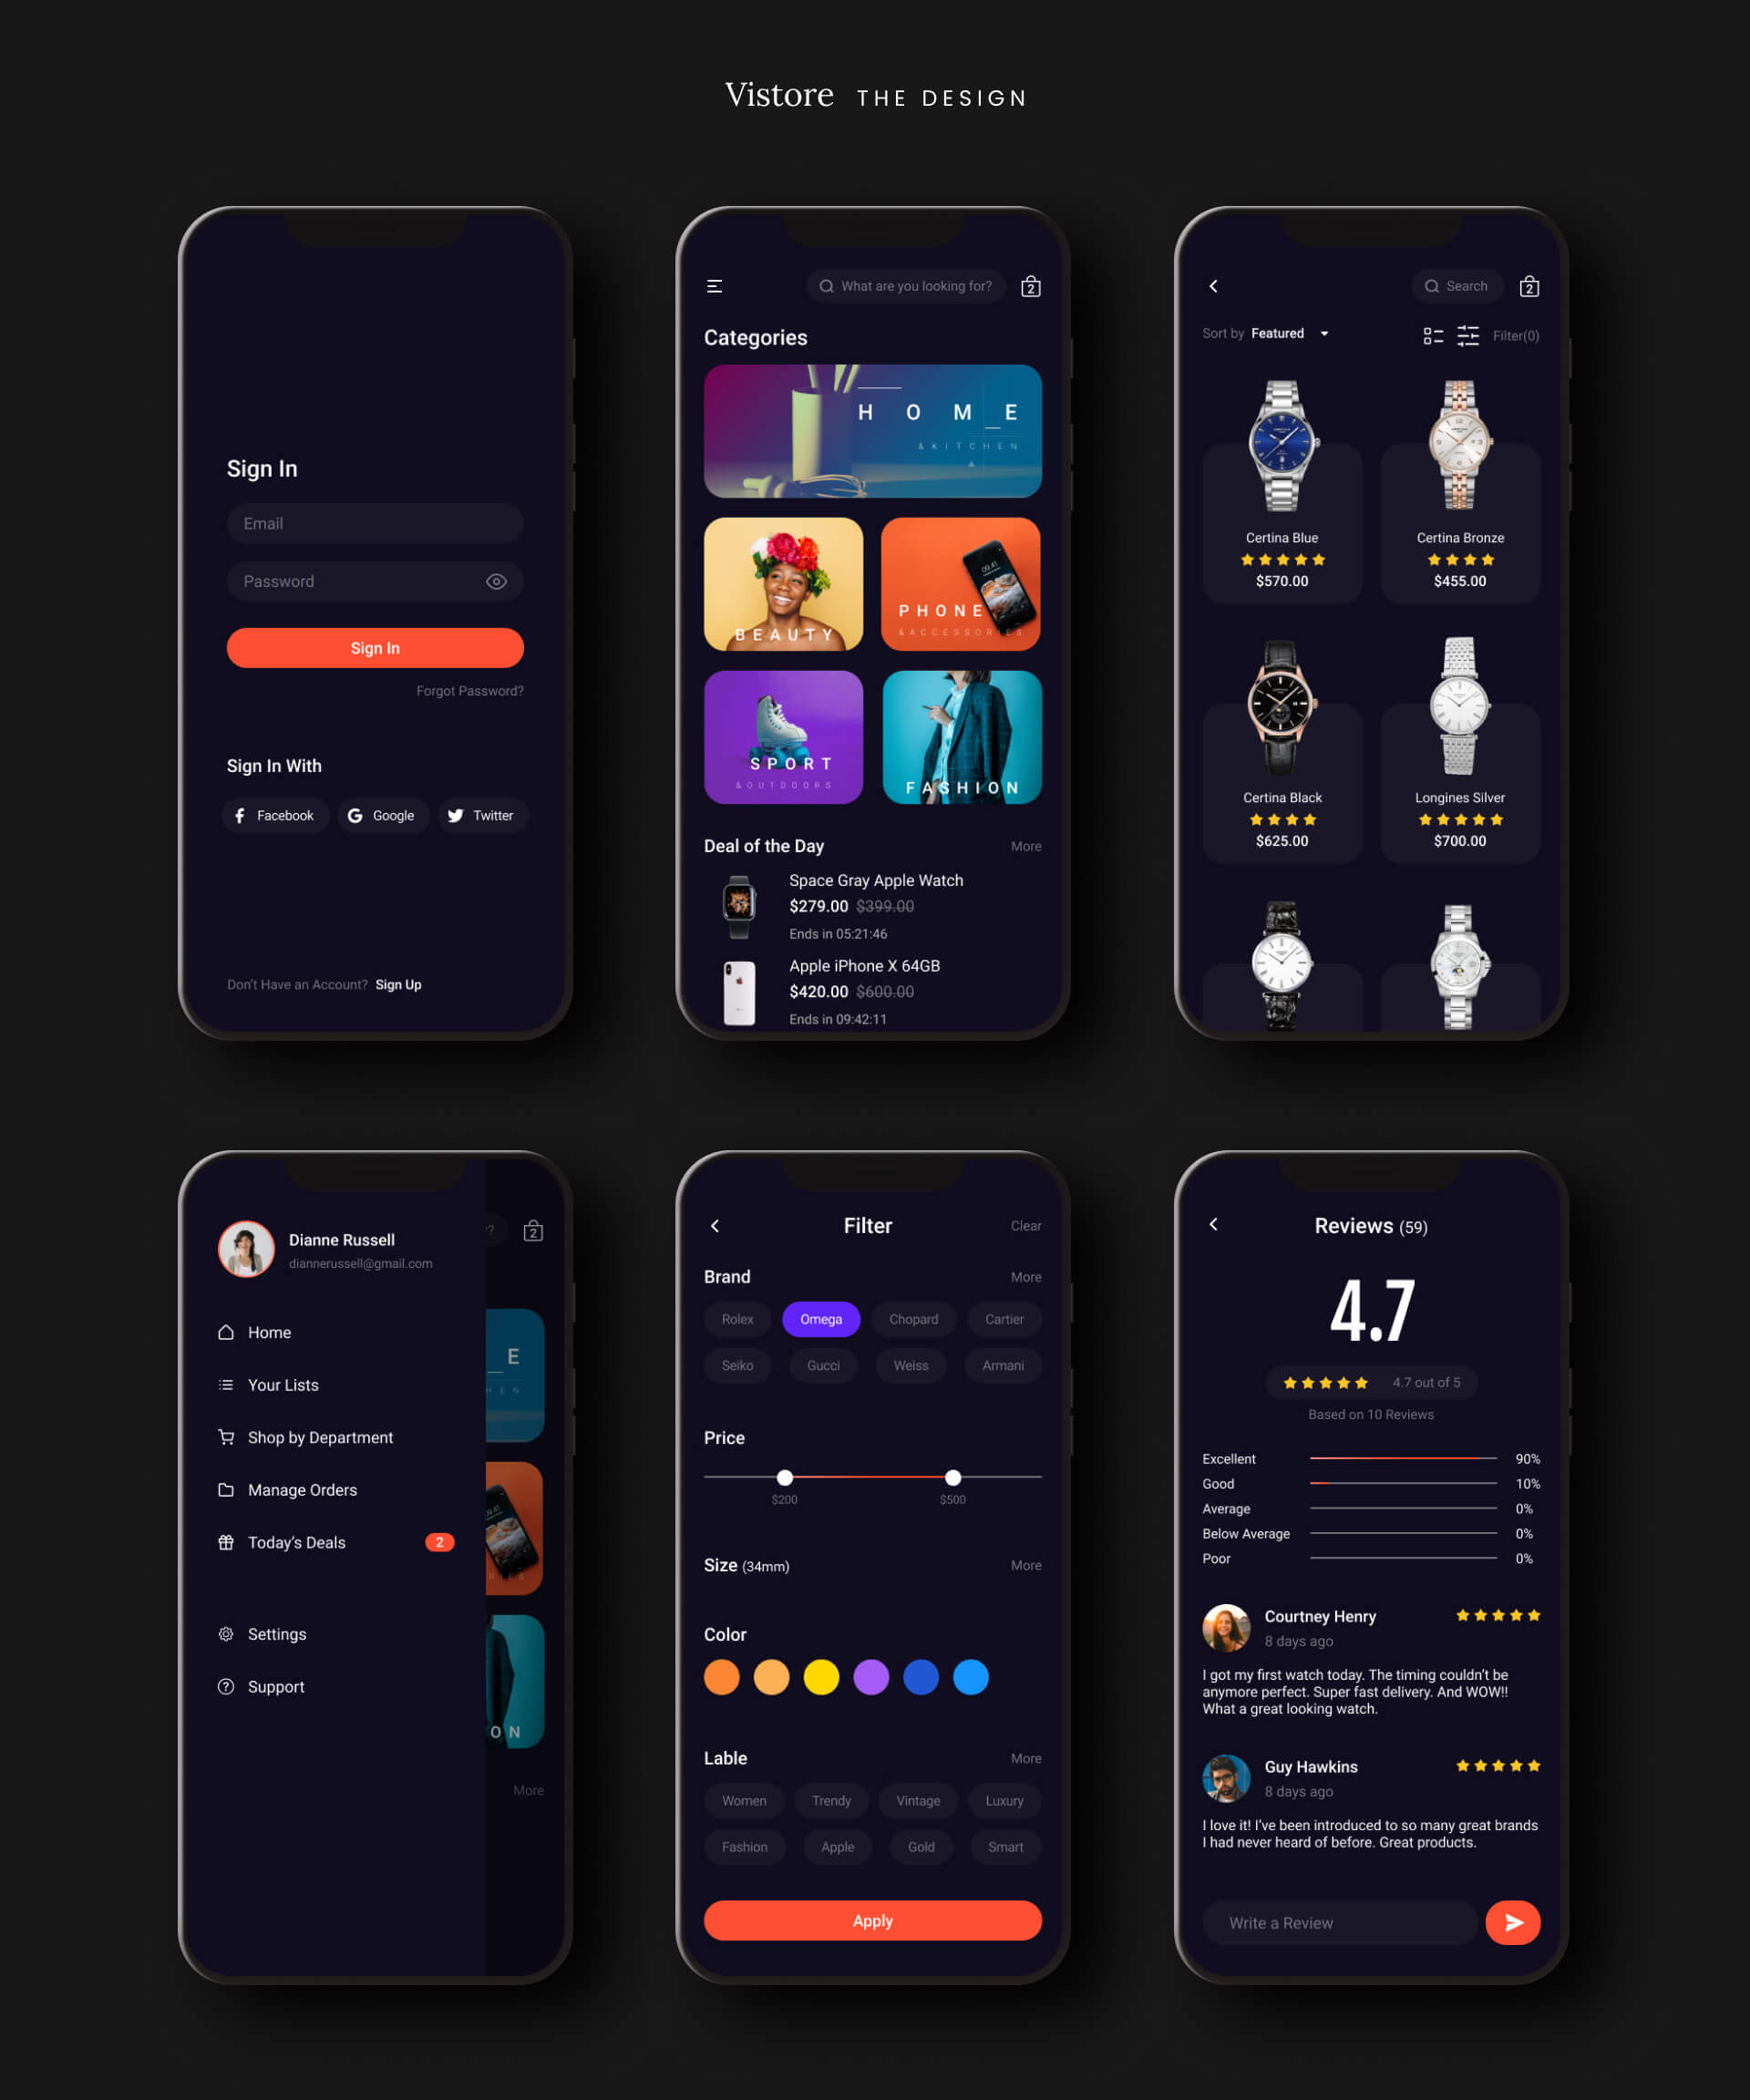 Vistore THE DESIGN
Sign In
Email
Password
Sign In
Forgot Password?
Sign In With
Facebook
Google
Twitter
Don't Have an Account? Sign Up
What are you looking for?
2
Categories
HOM_E
&KITCHEN
BEAUTY
PHONE
&ACCESSORIES
09:41
SPORT
&OUTDOORS
FASHION
Deal of the Day
More
Space Gray Apple Watch
$279.00 $399.00
Ends in 05:21:46
Apple iPhone X 64GB
$420.00 $600.00
Ends in 09:42:11
Search
2
Sort by Featured
Filter(0)
Certina Blue
$570.00
Certina Bronze
$455.00
Certina Black
$625.00
Longines Silver
$700.00
Dianne Russell
diannerussell@gmail.com
Home
Your Lists
Shop by Department
Manage Orders
Today's Deals
2
Settings
Support
?
2
_E
HEN
09:41
RIES
ON
More
Filter
Clear
Brand
More
Rolex
Omega
Chopard
Cartier
Seiko
Gucci
Weiss
Armani
Price
$200
$500
Size (34mm)
More
Color
Lable
More
Women
Trendy
Vintage
Luxury
Fashion
Apple
Gold
Smart
Apply
Reviews (59)
4.7
4.7 out of 5
Based on 10 Reviews
Excellent 90%
Good 10%
Average 0%
Below Average 0%
Poor 0%
Courtney Henry
8 days ago
I got my first watch today. The timing couldn't be
anymore perfect. Super fast delivery. And WOW!!
What a great looking watch.
Guy Hawkins
8 days ago
I love it! I've been introduced to so many great brands
I had never heard of before. Great products.
Write a Review